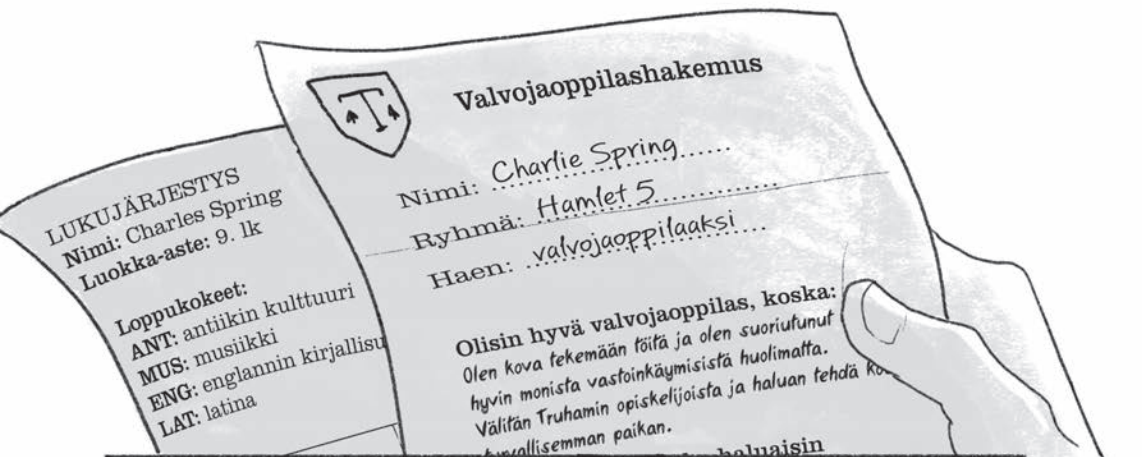 LUKUJÄRJESTYS
Nimi: Charles Spring
Luokka-aste: 9. lk
Loppukokeet:
ANT: antiikin kulttuuri
MUS: musiikki
ENG: englannin kirjallisu
LAT: latina
T
Valvojaoppilashakemus
Nimi: Charlie Spring
Ryhmä: Hamlet 5
Haen: valvojaoppilaaksi
Olisin hyvä valvojaoppilas, koska:
Olen kova tekemään töitä ja olen suoriutunut
hyvin monista vastoinkäymisistä huolimatta.
Välitän Truhamin opiskelijoista ja haluan tehdä
paikan.
haluaisin